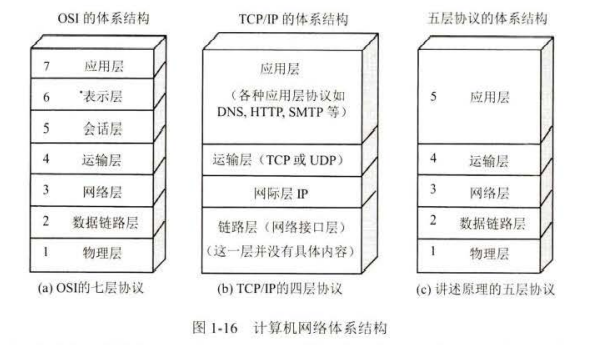 OSI 的体系结构
7 应用层
6 表示层
5 会话层
4 运输层
3 网络层
2 数据链路层
1 物理层
(a) OSI的七层协议
TCP/IP 的体系结构
应用层
（各种应用层协议如
DNS, HTTP, SMTP 等）
运输层（TCP 或 UDP）
网际层 IP
链路层（网络接口层）
（这一层并没有具体内容）
(b) TCP/IP的四层协议
五层协议的体系结构
5 应用层
4 运输层
3 网络层
2 数据链路层
1 物理层
(c) 讲述原理的五层协议
图 1-16 计算机网络体系结构